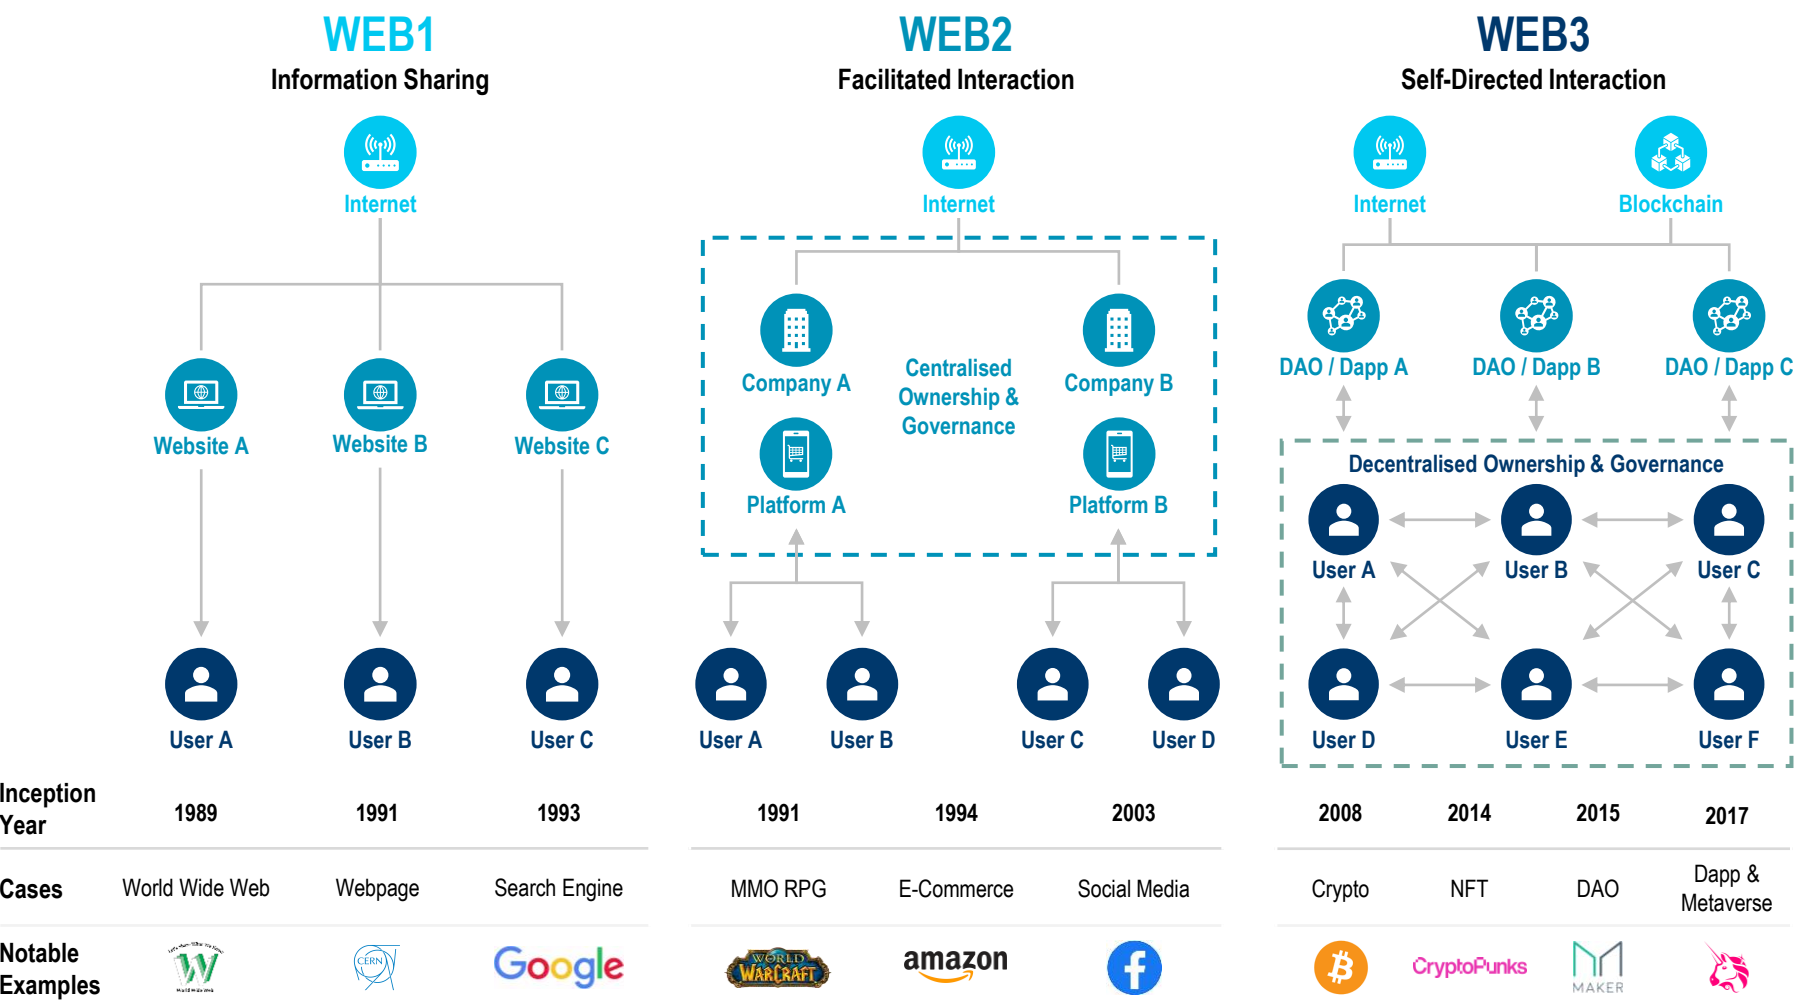 WEB1
Information Sharing
Internet
Website A
Website B
Website C
User A
User B
User C
WEB2
Facilitated Interaction
Internet
Company A
Centralised
Ownership &
Governance
Company B
Platform A
Platform B
User A
User B
User C
User D
WEB3
Self-Directed Interaction
Internet
Blockchain
DAO / Dapp A
DAO / Dapp B
DAO / Dapp C
Decentralised Ownership & Governance
User A
User B
User C
User D
User E
User F
Inception
Year
1989
1991
1993
1991
1994
2003
2008
2014
2015
2017
Cases
World Wide Web
Webpage
Search Engine
MMO RPG
E-Commerce
Social Media
Crypto
NFT
DAO
Dapp &
Metaverse
Notable
Examples
W
World Wide Web
CERN
Google
WORLD
WARCRAFT
amazon
f
CryptoPunks
MAKER